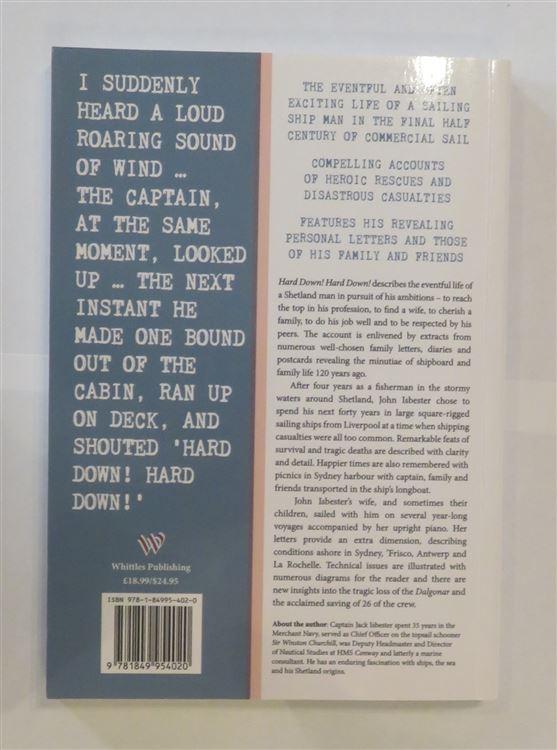 I SUDDENLY
HEARD A LOUD
ROARING SOUND
OF WIND …
THE CAPTAIN,
AT THE SAME
MOMENT, LOOKED
UP … THE NEXT
INSTANT HE
MADE ONE BOUND
OUT OF THE
CABIN, RAN UP
ON DECK, AND
SHOUTED 'HARD
DOWN! HARD
DOWN!'
Whittles Publishing
£18.99/$24.95
ISBN 978-1-84995-402-0
9 781849 954020
THE EVENTFUL AND OFTEN
EXCITING LIFE OF A SAILING
SHIP MAN IN THE FINAL HALF
CENTURY OF COMMERCIAL SAIL
COMPELLING ACCOUNTS
OF HEROIC RESCUES AND
DISASTROUS CASUALTIES
FEATURES HIS REVEALING
PERSONAL LETTERS AND THOSE
OF HIS FAMILY AND FRIENDS
Hard Down! Hard Down! describes the eventful life of
a Shetland man in pursuit of his ambitions – to reach
the top in his profession, to find a wife, to cherish a
family, to do his job well and to be respected by his
peers. The account is enlivened by extracts from
numerous well-chosen family letters, diaries and
postcards revealing the minutiae of shipboard and
family life 120 years ago.
After four years as a fisherman in the stormy
waters around Shetland, John Isbester chose to
spend his next forty years in large square-rigged
sailing ships from Liverpool at a time when shipping
casualties were all too common. Remarkable feats of
survival and tragic deaths are described with clarity
and detail. Happier times are also remembered with
picnics in Sydney harbour with captain, family and
friends transported in the ship's longboat.
John Isbester's wife, and sometimes their
children, sailed with him on several year-long
voyages accompanied by her upright piano. Her
letters provide an extra dimension, describing
conditions ashore in Sydney, 'Frisco, Antwerp and
La Rochelle. Technical issues are illustrated with
numerous diagrams for the reader and there are
new insights into the tragic loss of the Dalgonar and
the acclaimed saving of 26 of the crew.
About the author: Captain Jack Isbester spent 35 years in the
Merchant Navy, served as Chief Officer on the topsail schooner
Sir Winston Churchill, was Deputy Headmaster and Director
of Nautical Studies at HMS Conway and latterly a marine
consultant. He has an enduring fascination with ships, the sea
and his Shetland origins.